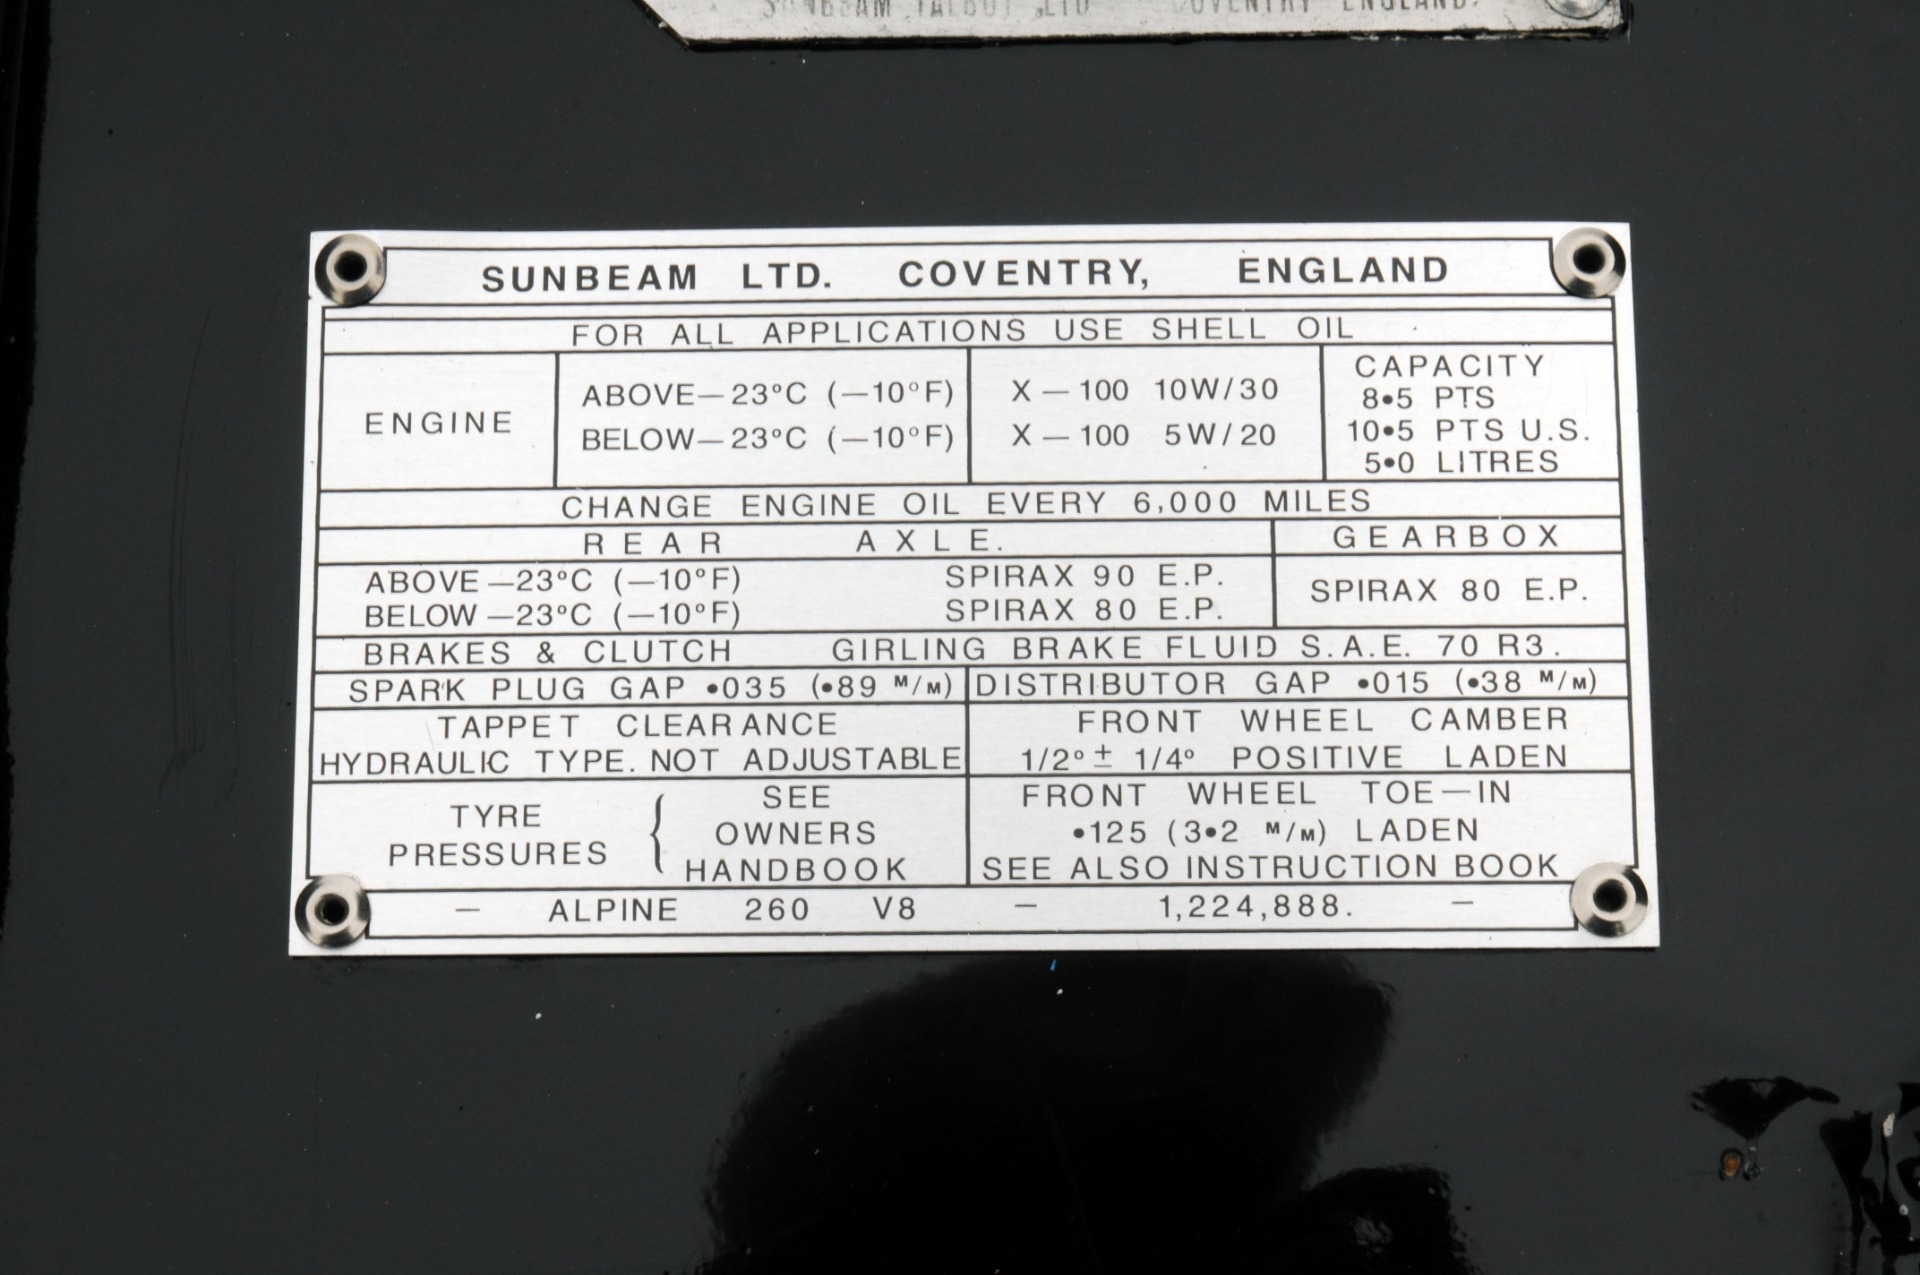 SUNBEAM TALBOT LTD COVENTRY ENGLAND.
SUNBEAM LTD. COVENTRY, ENGLAND
FOR ALL APPLICATIONS USE SHELL OIL
ENGINE
ABOVE—23°C (—10°F)
BELOW—23°C (—10°F)
X—100 10W/30
X—100 5W/20
CAPACITY
8•5 PTS
10•5 PTS U.S.
5•0 LITRES
CHANGE ENGINE OIL EVERY 6,000 MILES
REAR AXLE.
GEARBOX
ABOVE —23°C (—10°F) SPIRAX 90 E.P.
BELOW —23°C (—10°F) SPIRAX 80 E.P.
SPIRAX 80 E.P.
BRAKES & CLUTCH GIRLING BRAKE FLUID S.A.E. 70 R3.
SPARK PLUG GAP •035 (•89 M/M)
DISTRIBUTOR GAP •015 (•38 M/M)
TAPPET CLEARANCE
HYDRAULIC TYPE. NOT ADJUSTABLE
FRONT WHEEL CAMBER
1/2° ± 1/4° POSITIVE LADEN
TYRE
PRESSURES
SEE
OWNERS
HANDBOOK
FRONT WHEEL TOE—IN
•125 (3•2 M/M) LADEN
SEE ALSO INSTRUCTION BOOK
— ALPINE 260 V8 — 1,224,888. —